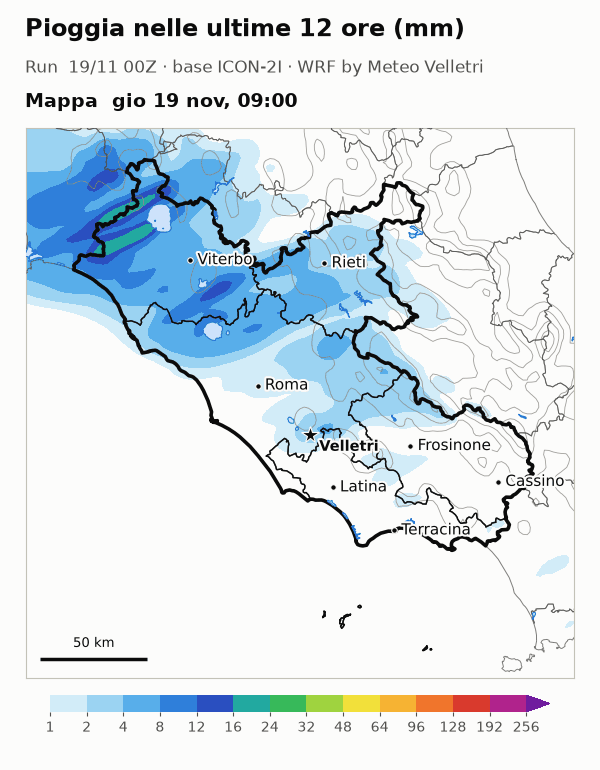 Pioggia nelle ultime 12 ore (mm)
Run  19/11 00Z · base ICON-2I · WRF by Meteo Velletri
Mappa  gio 19 nov, 09:00
Viterbo
Rieti
Roma
Velletri
Frosinone
Latina
Cassino
Terracina
50 km
1 2 4 8 12 16 24 32 48 64 96 128 192 256